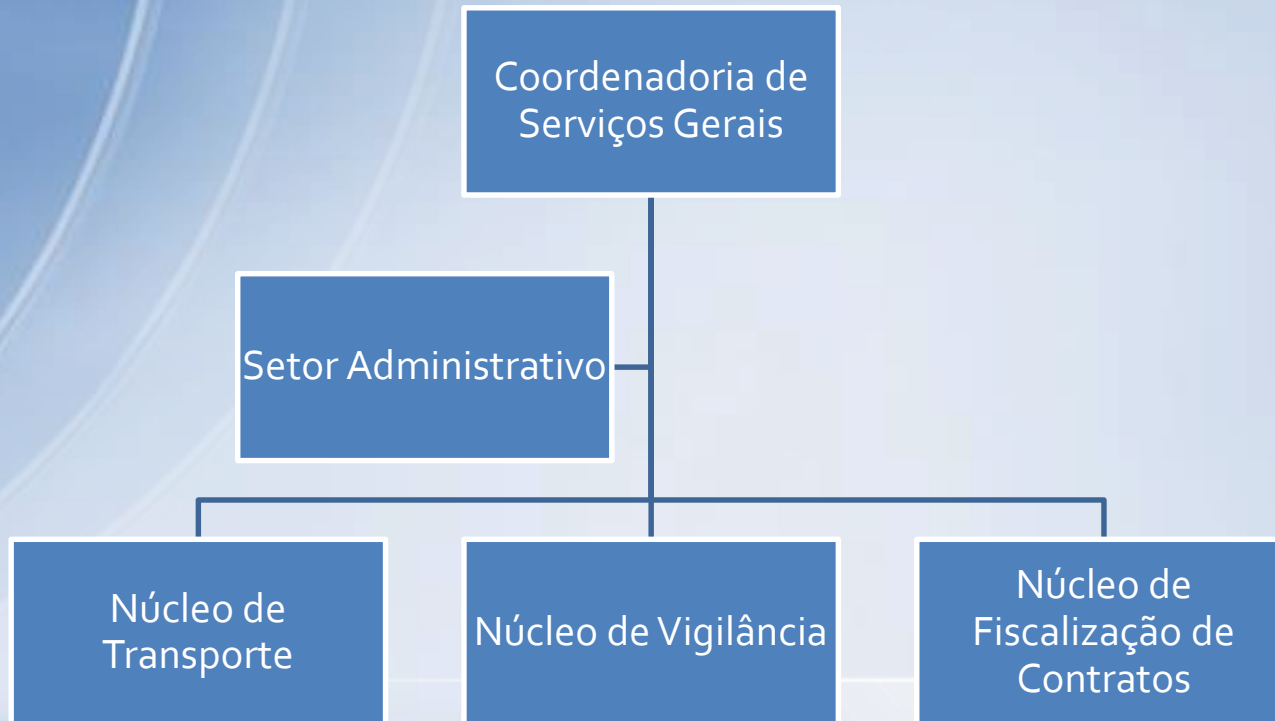 Coordenadoria de
Serviços Gerais
Setor Administrativo
Núcleo de
Transporte
Núcleo de Vigilância
Núcleo de
Fiscalização de
Contratos